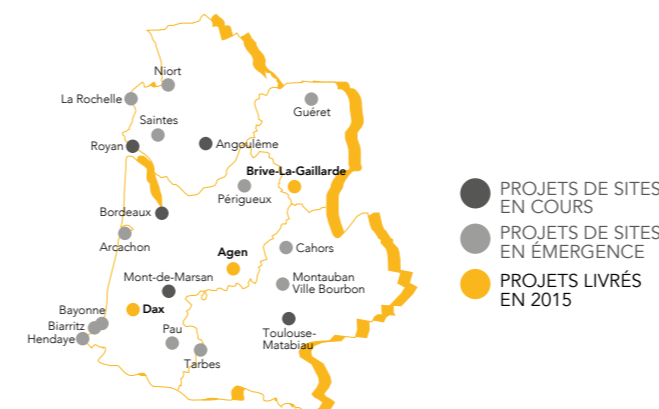 Niort
La Rochelle
Guéret
Saintes
Royan
Angoulême
Brive-La-Gaillarde
Périgueux
Bordeaux
Arcachon
Agen
Cahors
Mont-de-Marsan
Montauban
Ville Bourbon
Bayonne
Dax
Biarritz
Pau
Hendaye
Toulouse-
Matabiau
Tarbes
PROJETS DE SITES
EN COURS
PROJETS DE SITES
EN ÉMERGENCE
PROJETS LIVRÉS
EN 2015